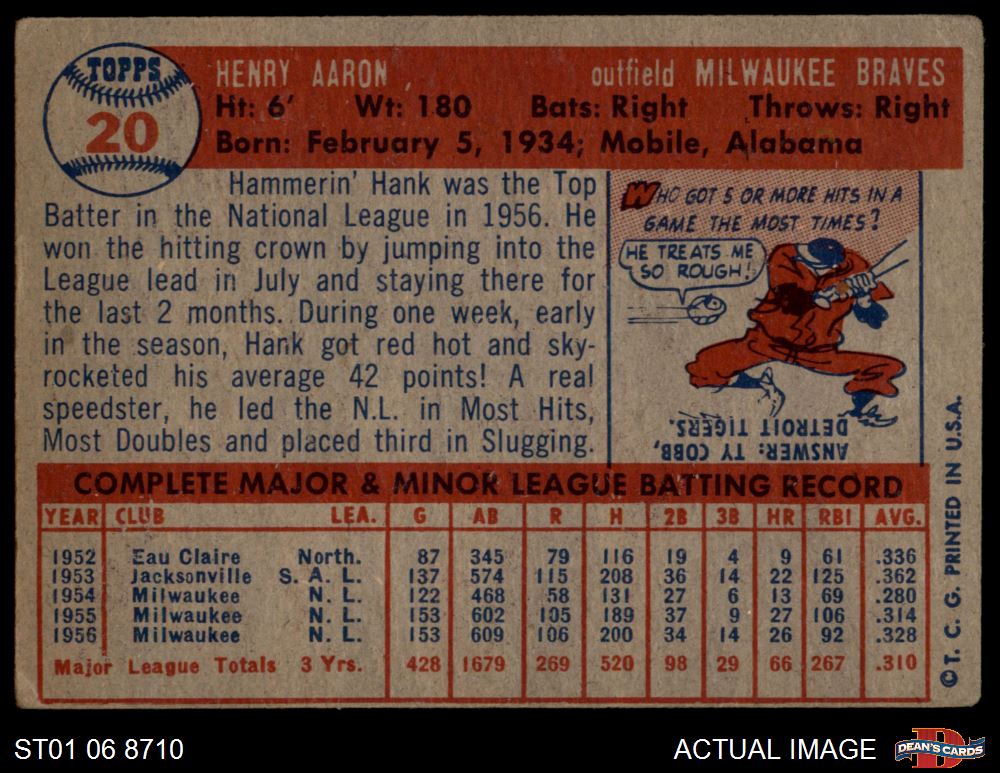 TOPPS
20
HENRY AARON outfield MILWAUKEE BRAVES
Ht: 6' Wt: 180 Bats: Right Throws: Right
Born: February 5, 1934; Mobile, Alabama
Hammerin' Hank was the Top
Batter in the National League in 1956. He
won the hitting crown by jumping into the
League lead in July and staying there for
the last 2 months. During one week, early
in the season, Hank got red hot and sky-
rocketed his average 42 points! A real
speedster, he led the N.L. in Most Hits,
Most Doubles and placed third in Slugging.
WHO GOT 5 OR MORE HITS IN A
GAME THE MOST TIMES?
HE TREATS ME
SO ROUGH!
ANSWER: TY COBB,
DETROIT TIGERS.
COMPLETE MAJOR & MINOR LEAGUE BATTING RECORD
YEAR CLUB LEA. G AB R H 2B 3B HR RBI AVG.
1952 Eau Claire North. 87 345 79 116 19 4 9 61 .336
1953 Jacksonville S. A. L. 137 574 115 208 36 14 22 125 .362
1954 Milwaukee N. L. 122 468 58 131 27 6 13 69 .280
1955 Milwaukee N. L. 153 602 105 189 37 9 27 106 .314
1956 Milwaukee N. L. 153 609 106 200 34 14 26 92 .328
Major League Totals 3 Yrs. 428 1679 269 520 98 29 66 267 .310
©T. C. G. PRINTED IN U.S.A.
ST01 06 8710 ACTUAL IMAGE
DEAN'S CARDS